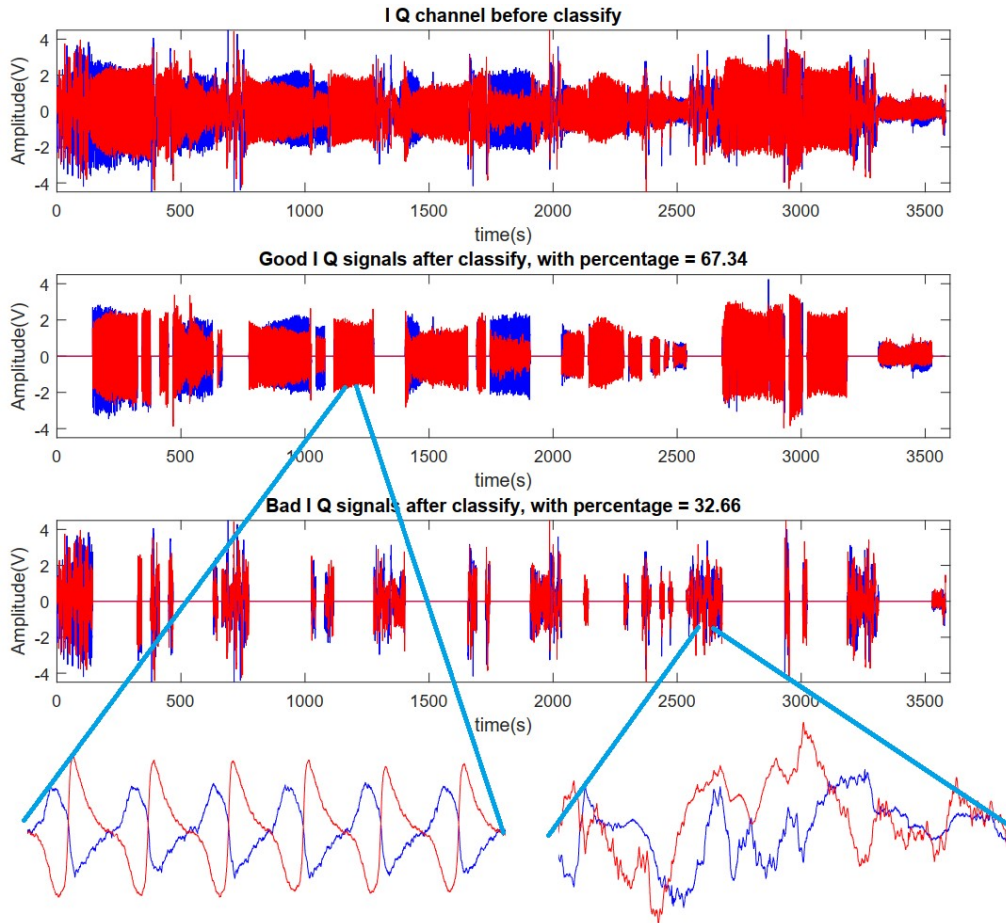 I Q channel before classify
4
2
0
-2
-4
Amplitude(V)
0 500 1000 1500 2000 2500 3000 3500
time(s)
Good I Q signals after classify, with percentage = 67.34
4
2
0
-2
-4
Amplitude(V)
0 500 1000 1500 2000 2500 3000 3500
time(s)
Bad I Q signals after classify, with percentage = 32.66
4
2
0
-2
-4
Amplitude(V)
0 500 1000 1500 2000 2500 3000 3500
time(s)